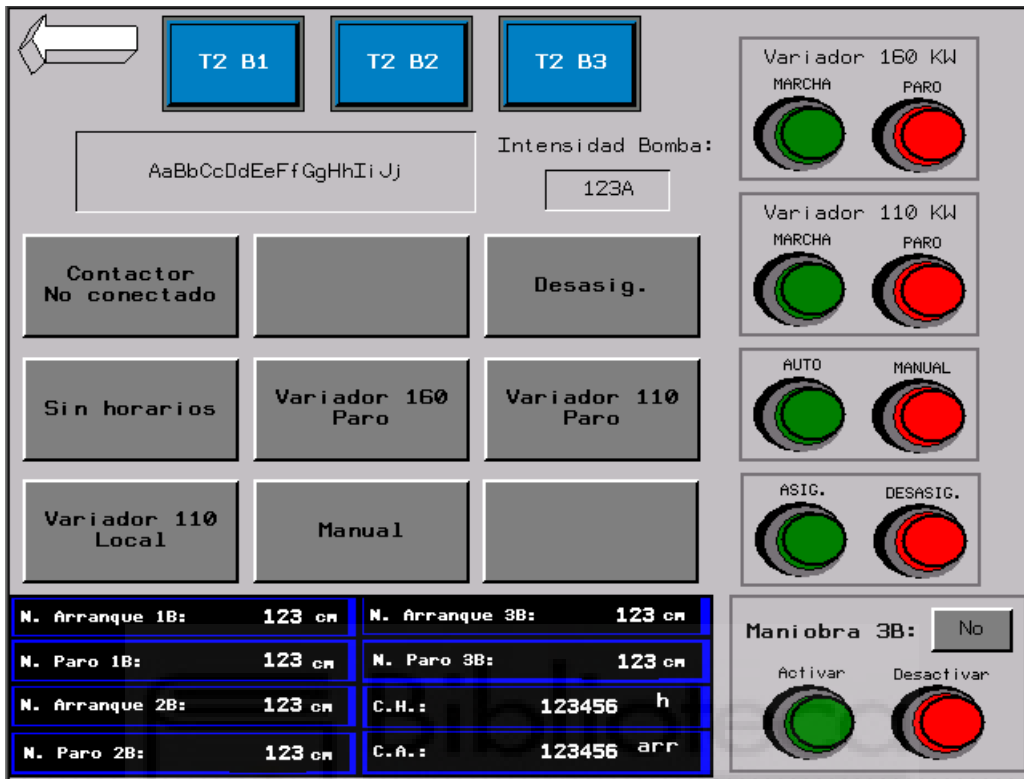 T2 B1
T2 B2
T2 B3
AaBbCcDdEeFfGgHhIiJj
Intensidad Bomba:
123A
Contactor
No conectado
Desasig.
Sin horarios
Variador 160
Paro
Variador 110
Paro
Variador 110
Local
Manual
Variador 160 KW
MARCHA
PARO
Variador 110 KW
MARCHA
PARO
AUTO
MANUAL
ASIG.
DESASIG.
N. Arranque 1B: 123 cm
N. Arranque 3B: 123 cm
N. Paro 1B: 123 cm
N. Paro 3B: 123 cm
N. Arranque 2B: 123 cm
C.H.: 123456 h
N. Paro 2B: 123 cm
C.A.: 123456 arr
Maniobra 3B: No
Activar
Desactivar
Biblioteca